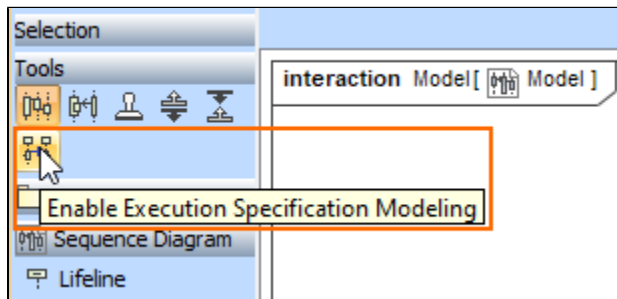 Selection
Tools
interaction Model[ Model ]
Enable Execution Specification Modeling
Sequence Diagram
Lifeline